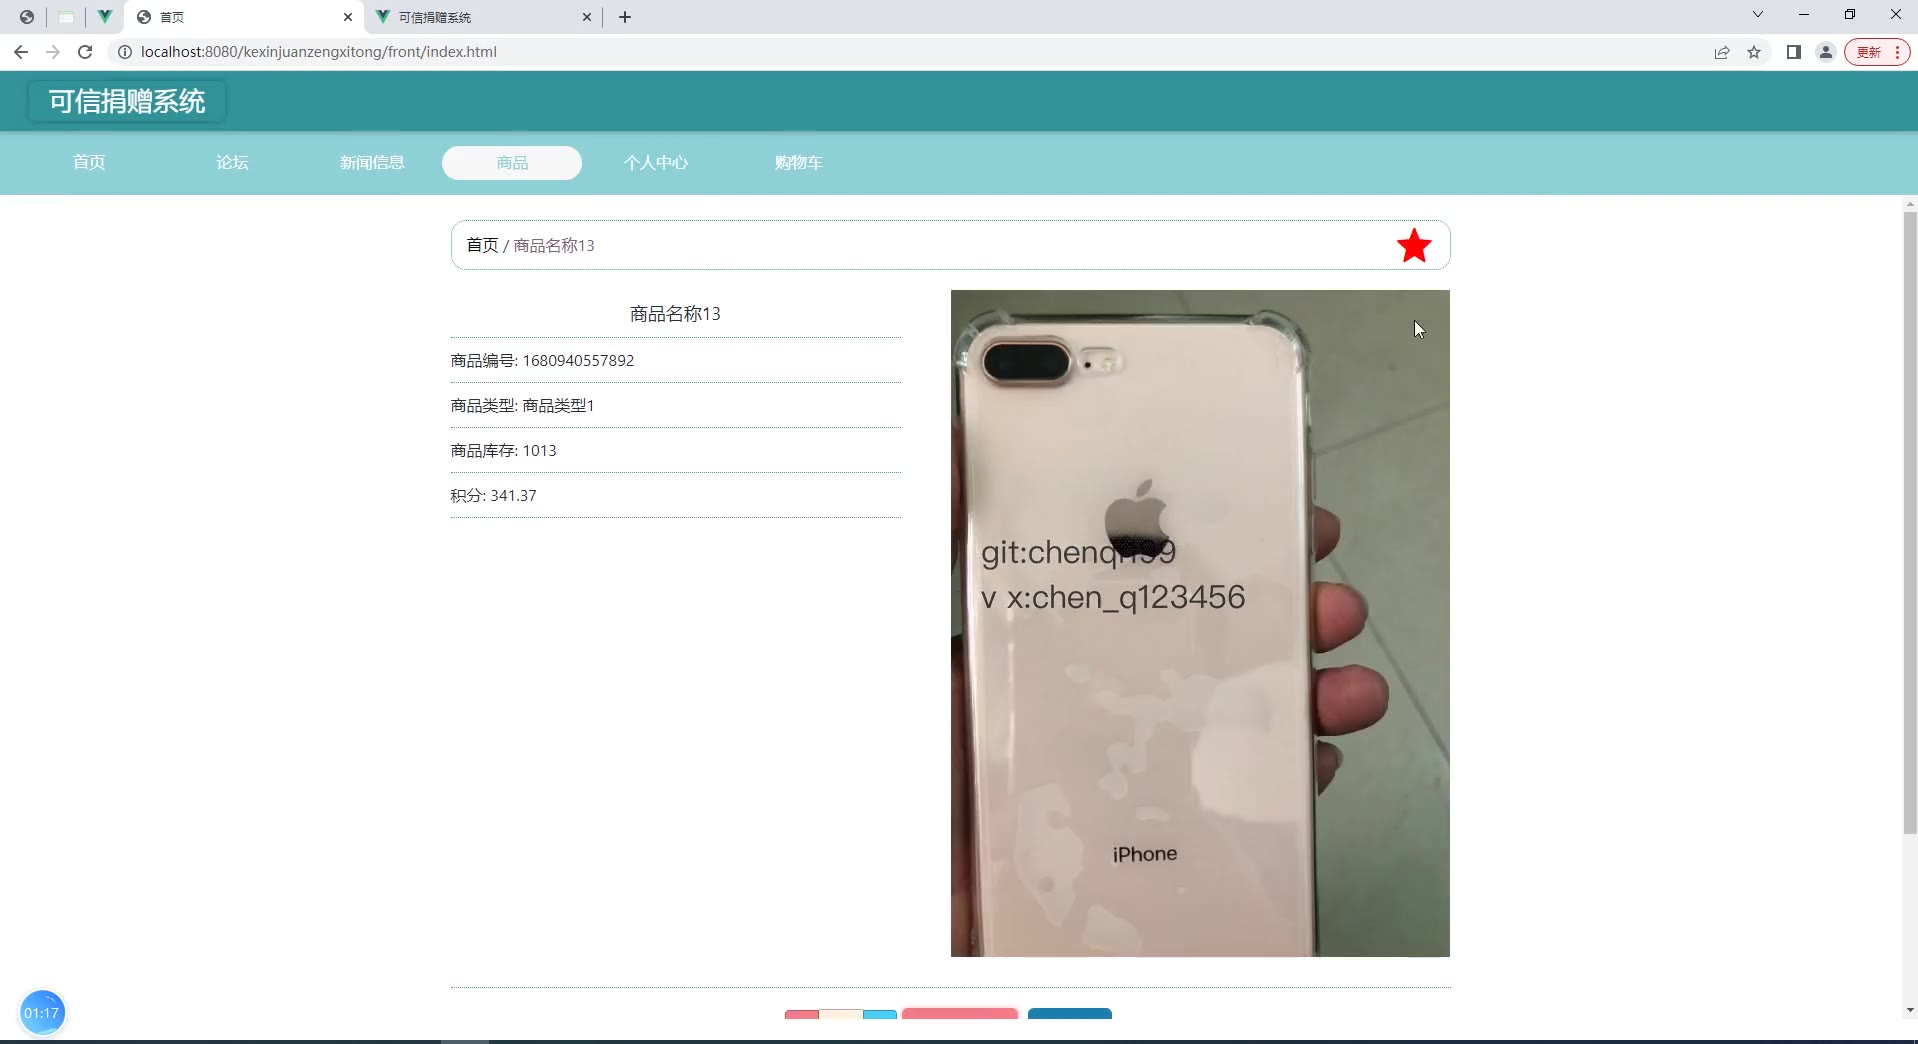 首页
可信捐赠系统
localhost:8080/kexinjuanzengxitong/front/index.html
更新
可信捐赠系统
首页
论坛
新闻信息
商品
个人中心
购物车
首页 / 商品名称13
商品名称13
商品编号: 1680940557892
商品类型: 商品类型1
商品库存: 1013
积分: 341.37
v x:chen_q123456
iPhone
01:17